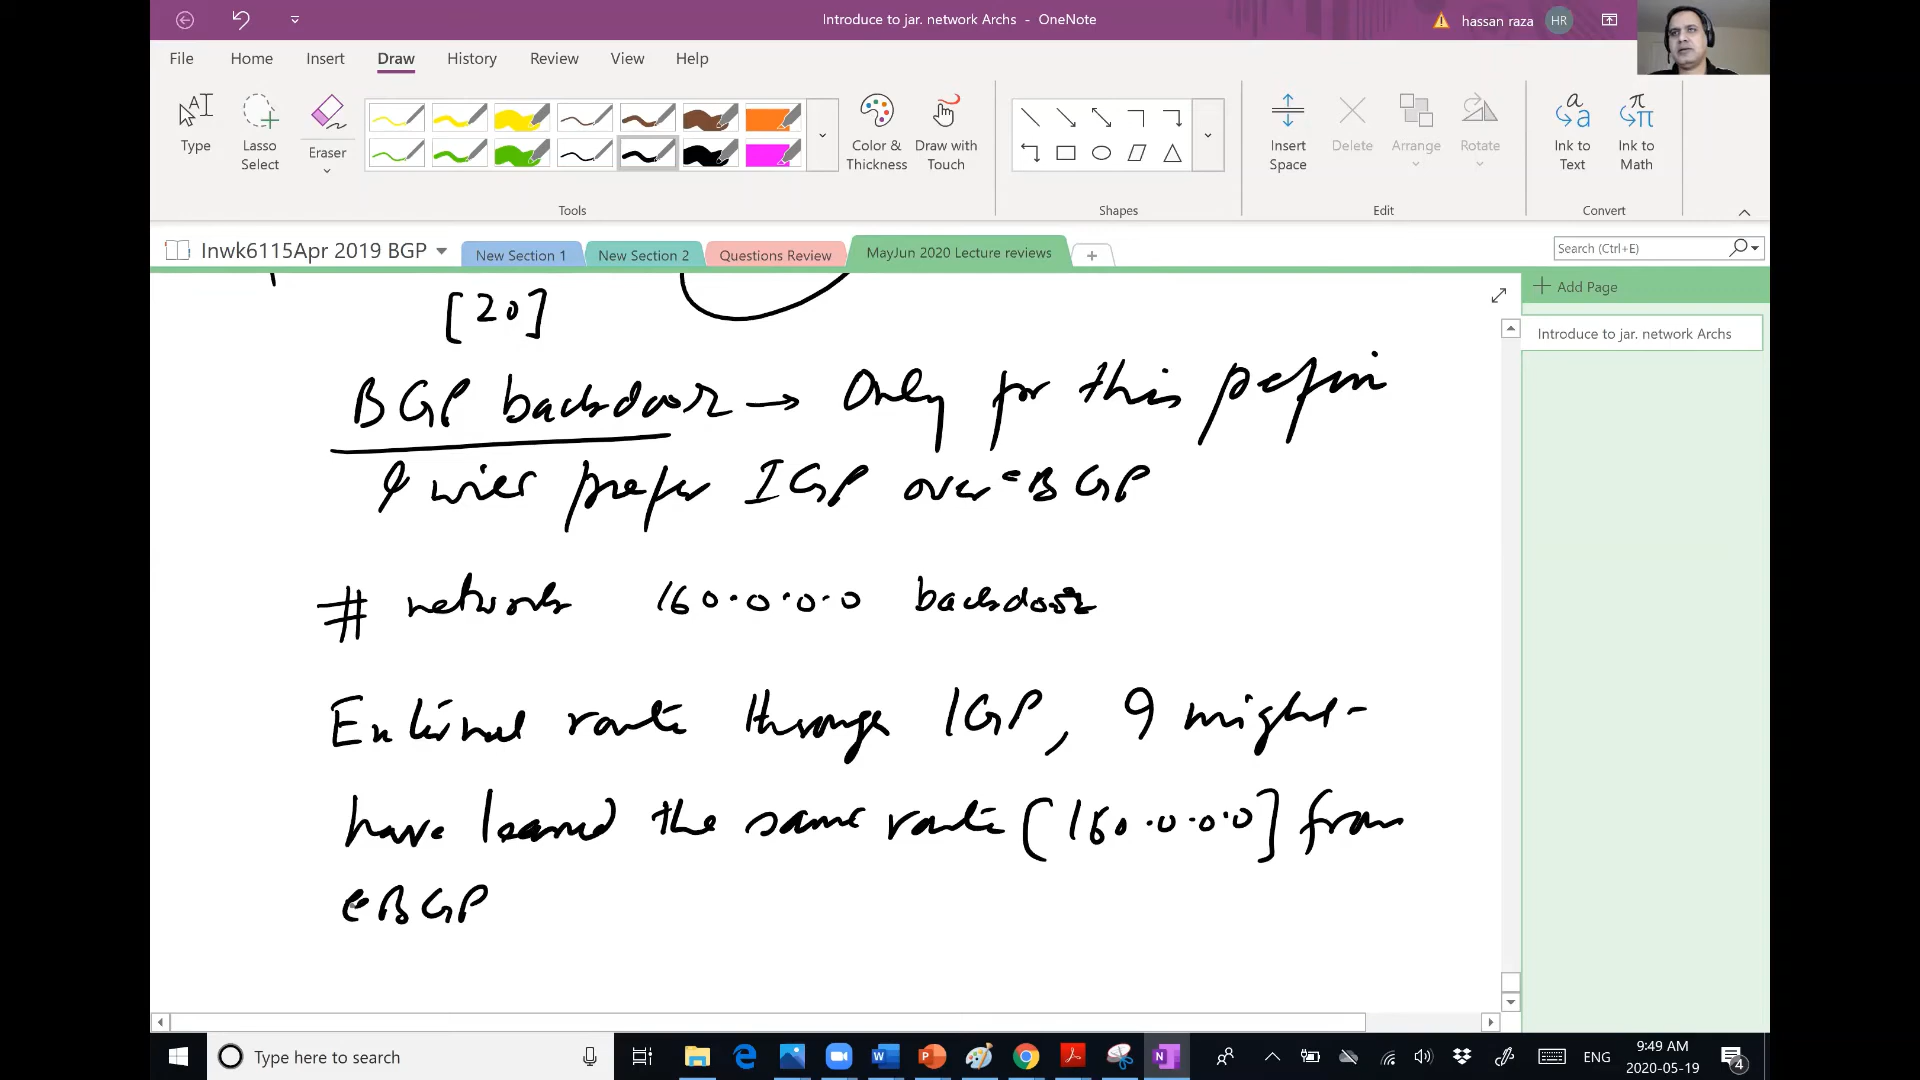 Introduce to jar. network Archs - OneNote
hassan raza HR
File Home Insert Draw History Review View Help
Type
Lasso Select
Eraser
Color & Thickness
Draw with Touch
Insert Space
Delete
Arrange
Rotate
Ink to Text
Ink to Math
Tools
Shapes
Edit
Convert
Inwk6115Apr 2019 BGP
New Section 1
New Section 2
Questions Review
MayJun 2020 Lecture reviews
Search (Ctrl+E)
Add Page
Introduce to jar. network Archs
[20]
BGP backdoor → Only for this prefix
I will prefer IGP over eBGP
# network 160.0.0.0 backdoor
External route through IGP, I might
have learned the same route [160.0.0.0] from
eBGP
Type here to search
ENG
9:49 AM
2020-05-19
4